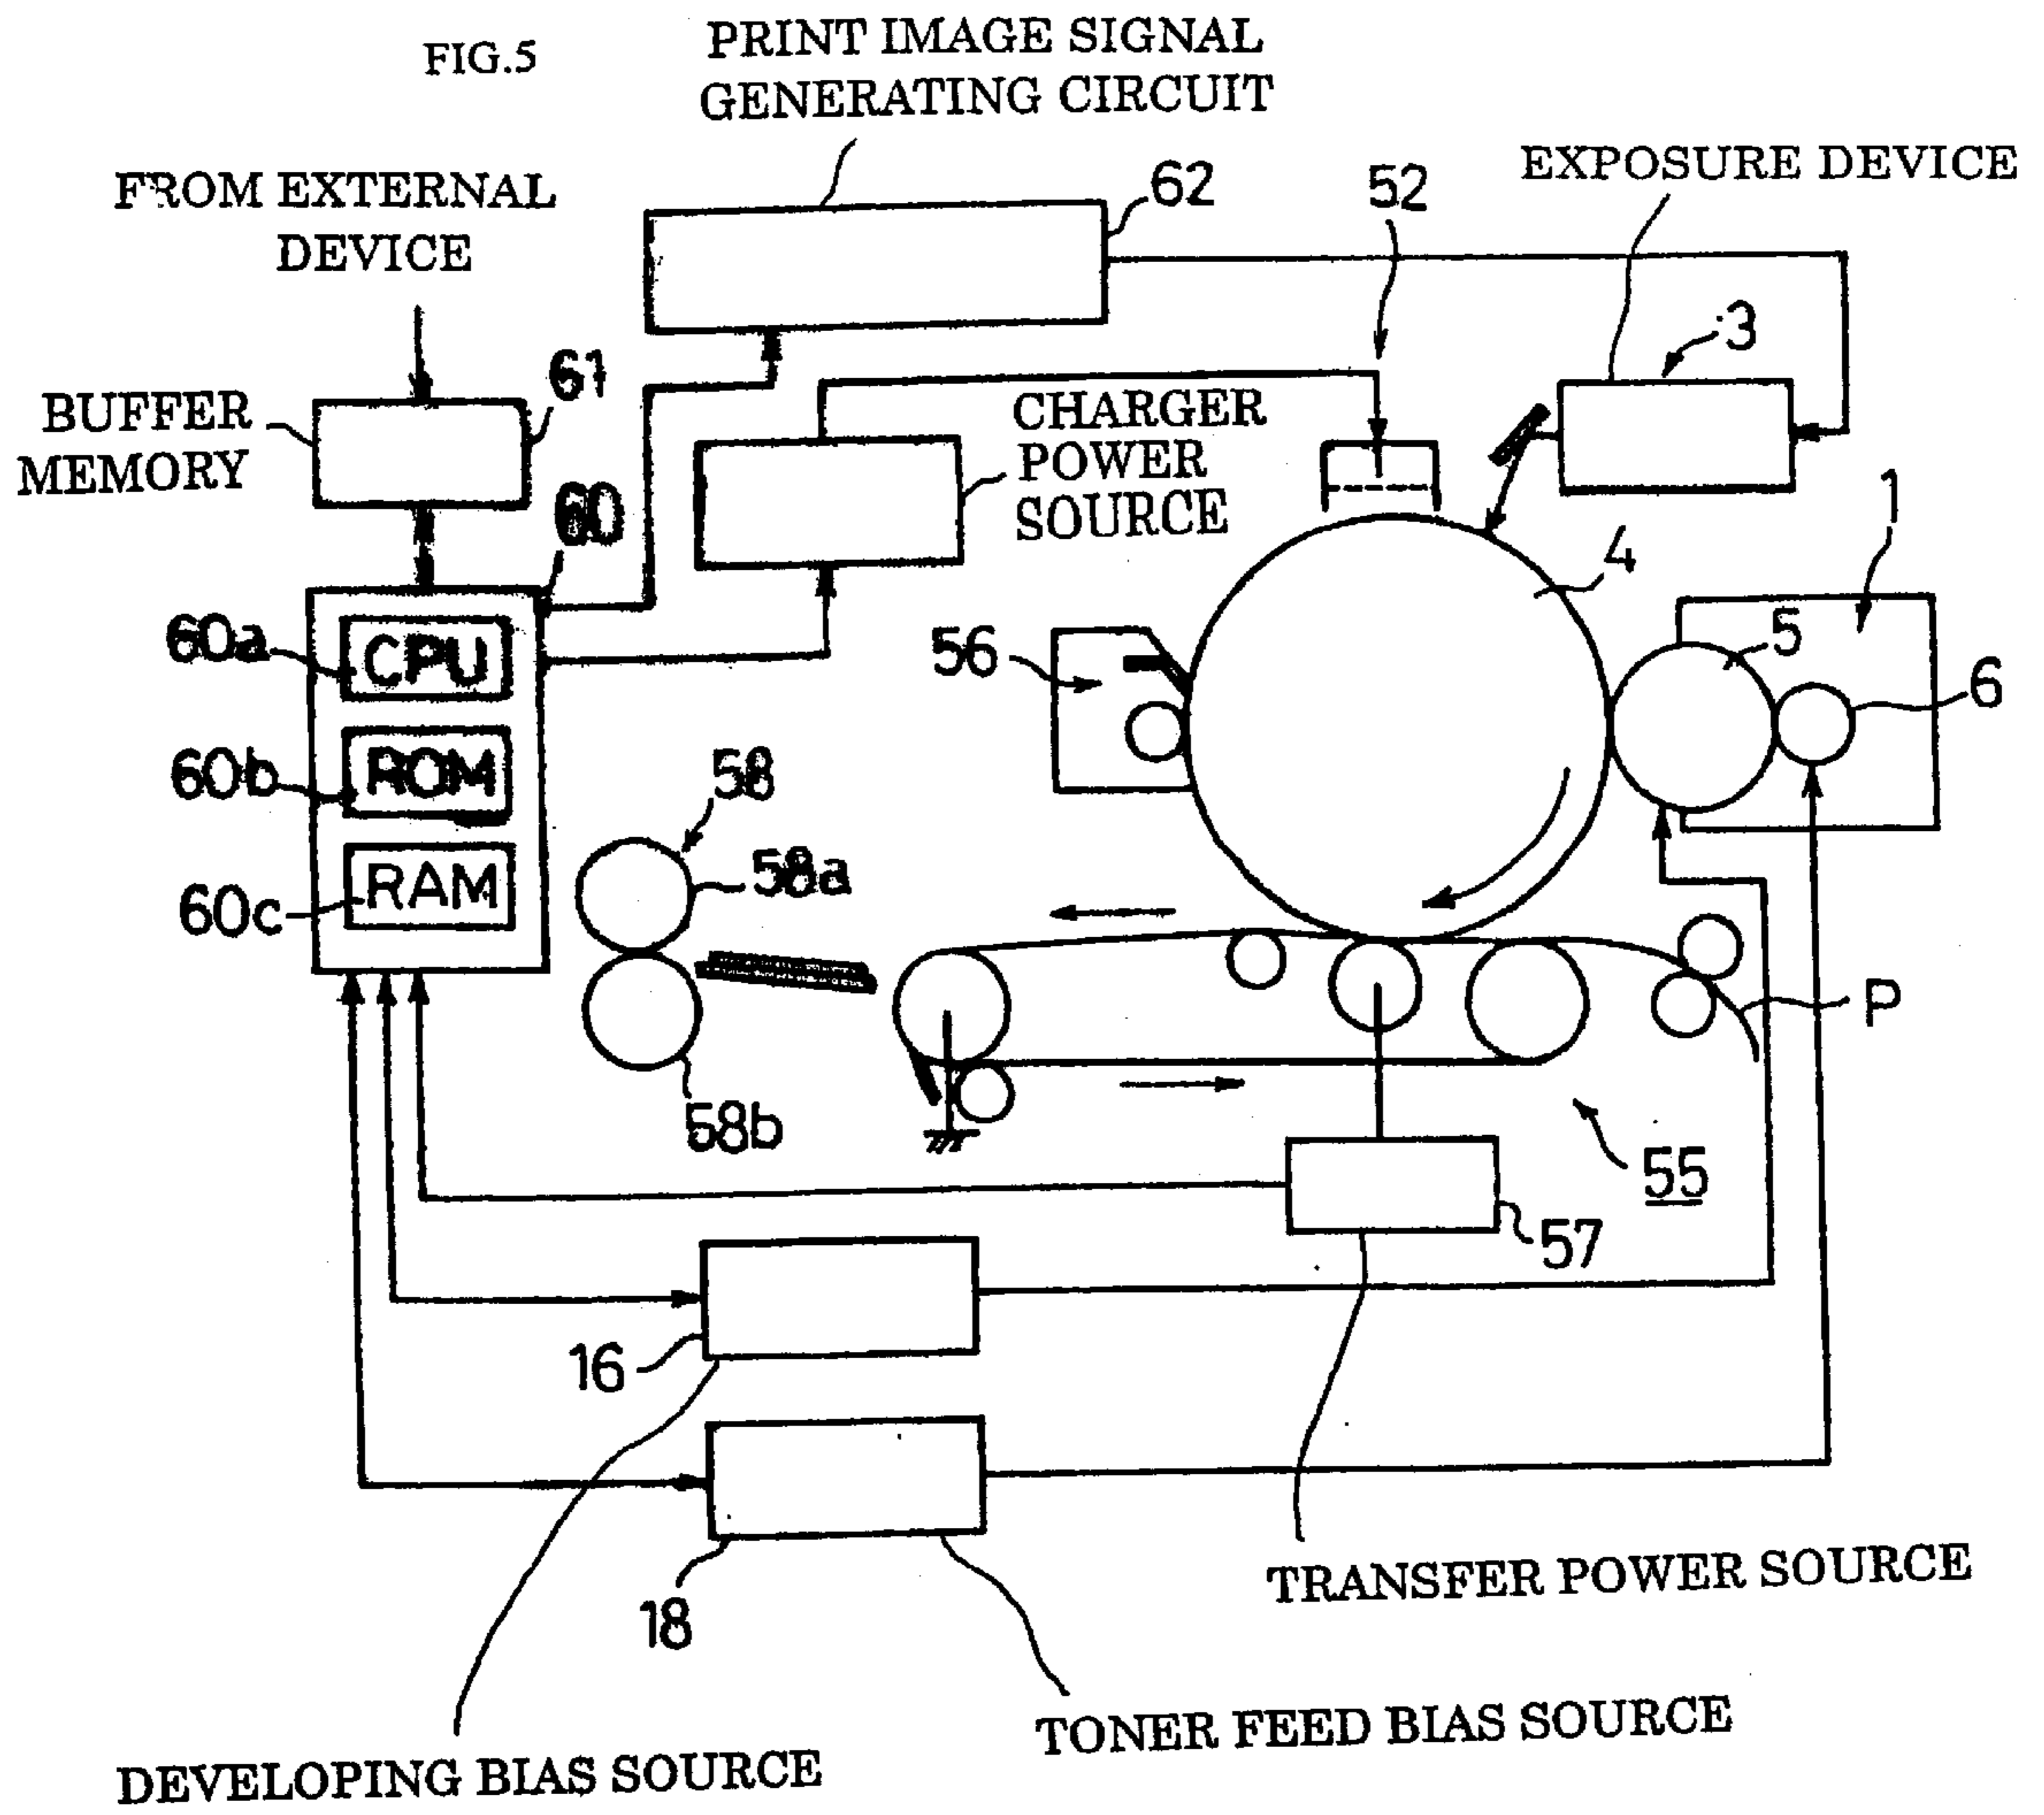 FIG.5
PRINT IMAGE SIGNAL
GENERATING CIRCUIT
FROM EXTERNAL
DEVICE
62
52
EXPOSURE DEVICE
3
BUFFER
MEMORY
61
CHARGER
POWER
SOURCE
60
1
4
5
6
60a
CPU
56
60b
ROM
58
58a
60c
RAM
P
58b
55
57
16
18
TRANSFER POWER SOURCE
TONER FEED BIAS SOURCE
DEVELOPING BIAS SOURCE